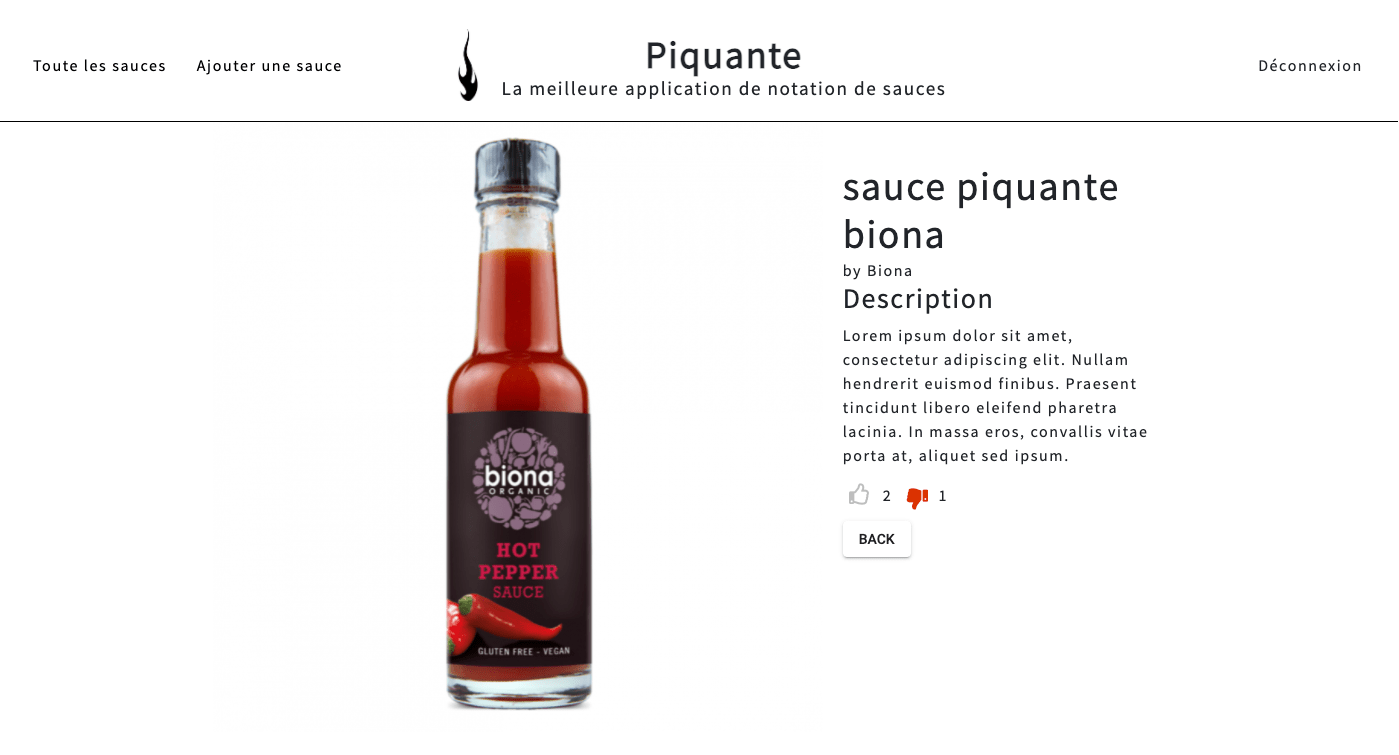 Toute les sauces
Ajouter une sauce
Piquante
La meilleure application de notation de sauces
Déconnexion
biona
ORGANIC
HOT
PEPPER
SAUCE
GLUTEN FREE - VEGAN
sauce piquante
biona
by Biona
Description
Lorem ipsum dolor sit amet,
consectetur adipiscing elit. Nullam
hendrerit euismod finibus. Praesent
tincidunt libero eleifend pharetra
lacinia. In massa eros, convallis vitae
porta at, aliquet sed ipsum.
2 1
BACK